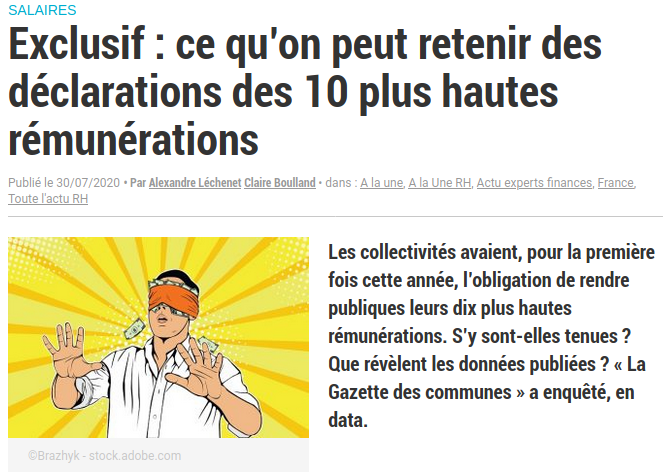 SALAIRES
Exclusif : ce qu’on peut retenir des
déclarations des 10 plus hautes
rémunérations
Publié le 30/07/2020 • Par Alexandre Léchenet Claire Boulland • dans : A la une, A la Une RH, Actu experts finances, France,
Toute l'actu RH
Les collectivités avaient, pour la première
fois cette année, l’obligation de rendre
publiques leurs dix plus hautes
rémunérations. S’y sont-elles tenues ?
Que révèlent les données publiées ? « La
Gazette des communes » a enquêté, en
data.
©Brazhyk - stock.adobe.com